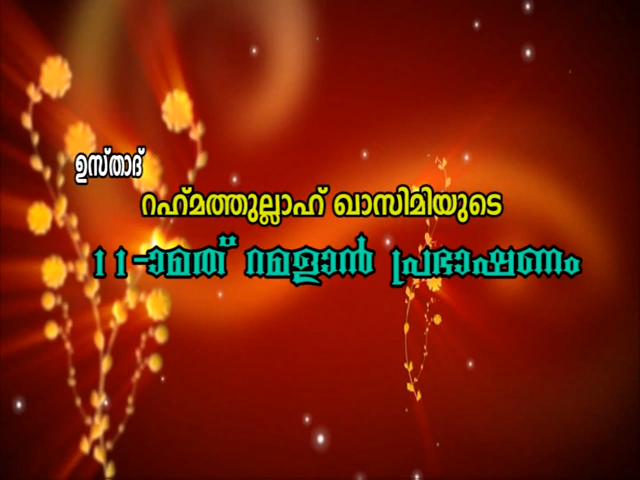 ഉസ്താദ്
റഹ്‌മത്തുല്ലാഹ് ഖാസിമിയുടെ
11-ാമത് റമളാൻ പ്രഭാഷണം